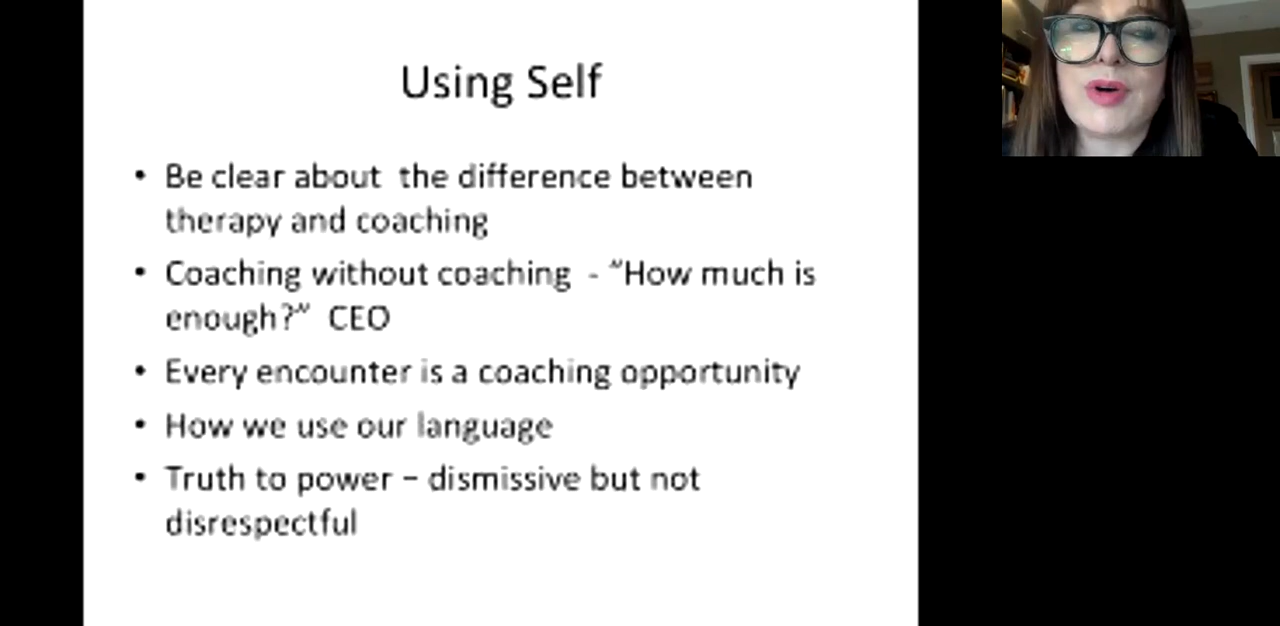 Using Self
• Be clear about  the difference between
therapy and coaching
• Coaching without coaching  - “How much is
enough?”  CEO
• Every encounter is a coaching opportunity
• How we use our language
• Truth to power – dismissive but not
disrespectful